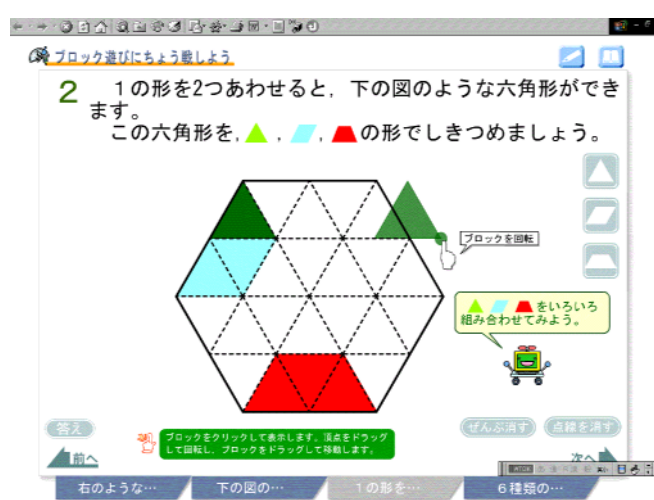 ブロック遊びにちょう戦しよう
2 1の形を2つあわせると，下の図のような六角形ができ
ます。
この六角形を， ， ， の形でしきつめましょう。
ブロックを回転
をいろいろ
組み合わせてみよう。
答え
ブロックをクリックして表示します。頂点をドラッグ
して回転し、ブロックをドラッグして移動します。
ぜんぶ消す
点線を消す
前へ
次へ
右のような…
下の図の…
1の形を…
6種類の…